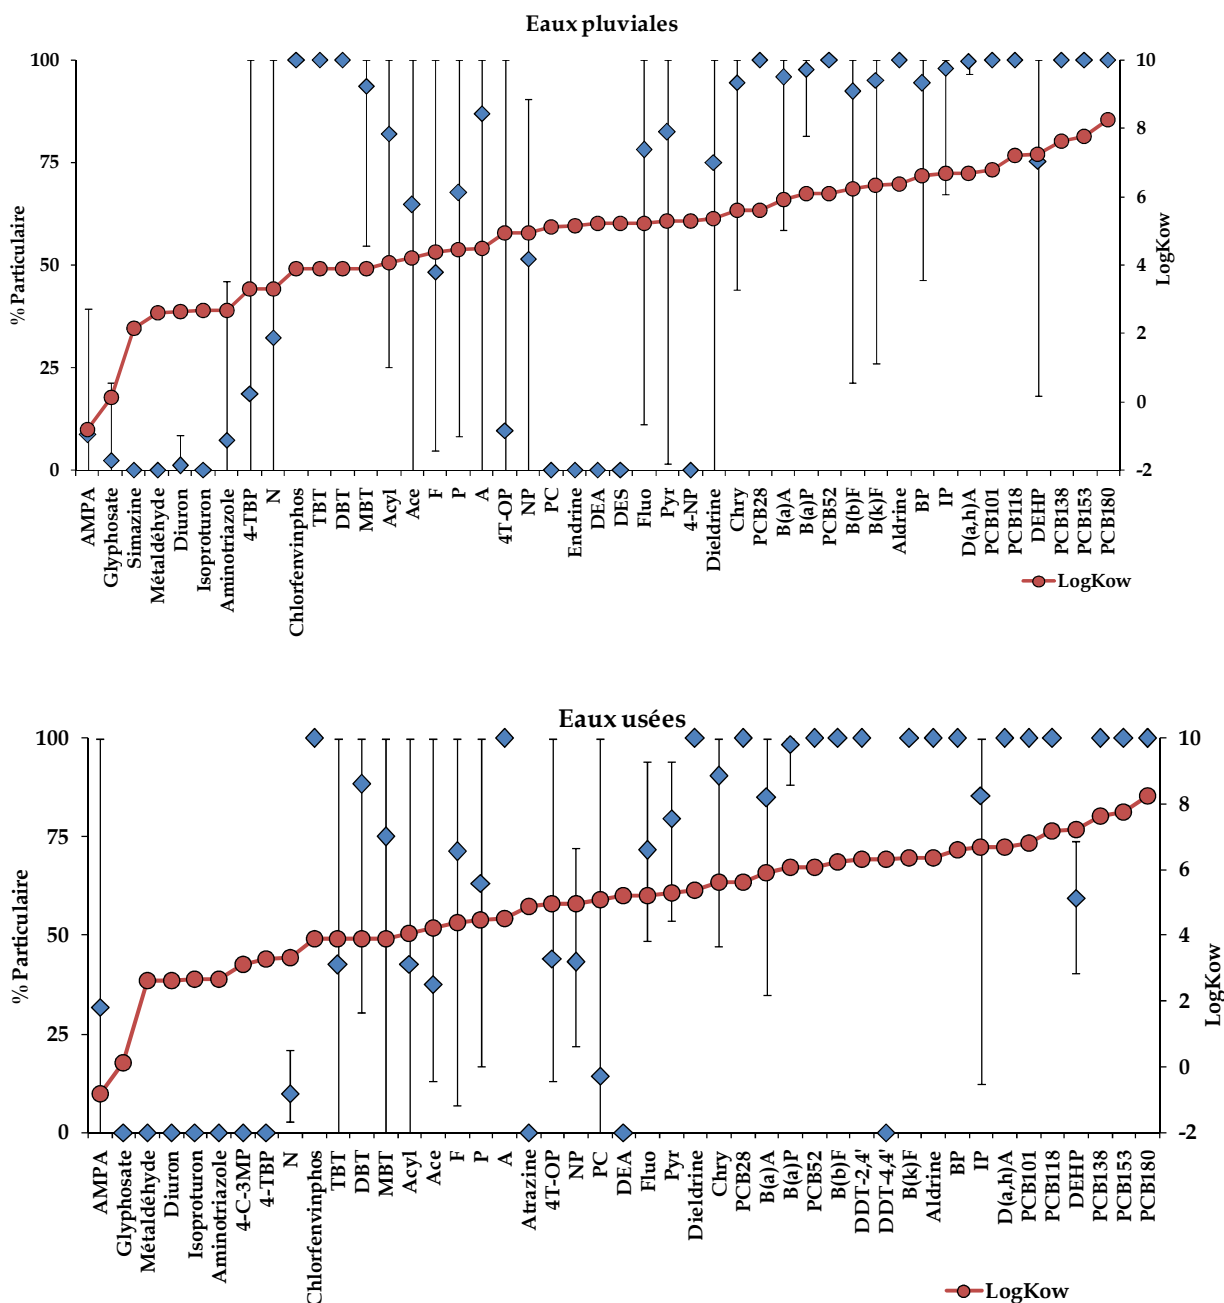 Eaux pluviales
100
75
50
25
0
% Particulaire
10
8
6
4
2
0
-2
LogKow
AMPA
Glyphosate
Simazine
Métaldéhyde
Diuron
Isoproturon
Aminotriazole
4-TBP
N
Chlorfenvinphos
TBT
DBT
MBT
Acyl
Ace
F
P
A
4T-OP
NP
PC
Endrine
DEA
DES
Fluo
Pyr
4-NP
Dieldrine
Chry
PCB28
B(a)A
B(a)P
PCB52
B(b)F
B(k)F
Aldrine
BP
IP
D(a,h)A
PCB101
PCB118
DEHP
PCB138
PCB153
PCB180
LogKow
Eaux usées
100
75
50
25
0
% Particulaire
10
8
6
4
2
0
-2
LogKow
AMPA
Glyphosate
Métaldéhyde
Diuron
Isoproturon
Aminotriazole
4-C-3MP
4-TBP
N
Chlorfenvinphos
TBT
DBT
MBT
Acyl
Ace
F
P
A
Atrazine
4T-OP
NP
PC
DEA
Fluo
Pyr
Dieldrine
Chry
PCB28
B(a)A
B(a)P
PCB52
B(b)F
DDT-2,4'
DDT-4,4'
B(k)F
Aldrine
BP
IP
D(a,h)A
PCB101
PCB118
DEHP
PCB138
PCB153
PCB180
LogKow